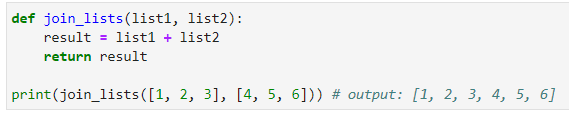 def join_lists(list1, list2):
    result = list1 + list2
    return result
print(join_lists([1, 2, 3], [4, 5, 6])) # output: [1, 2, 3, 4, 5, 6]